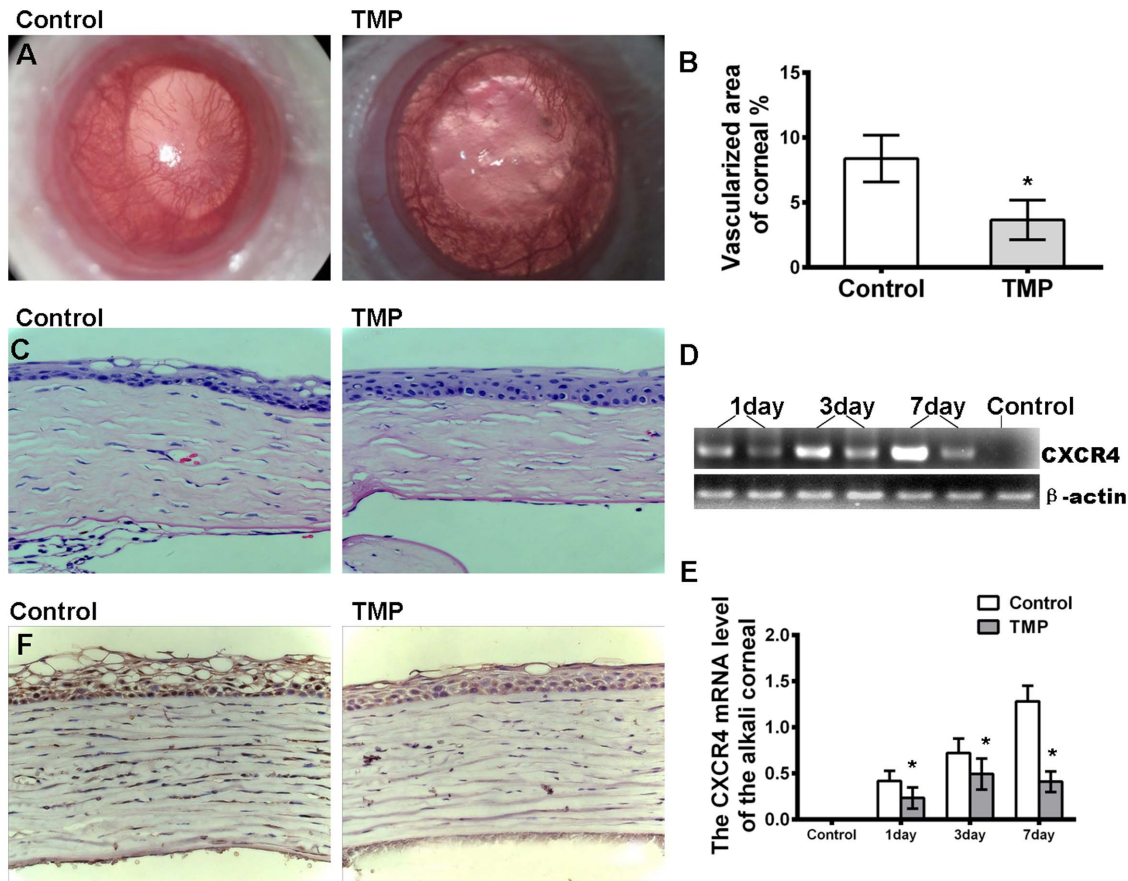 Control TMP
A
B
Vascularized area
of corneal %
15
10
5
0
Control TMP
*
Control TMP
C
D
1day 3day 7day Control
CXCR4
β-actin
E
Control
TMP
The CXCR4 mRNA level
of the alkali corneal
2.0
1.5
1.0
0.5
0.0
* * *
Control 1day 3day 7day
Control TMP
F